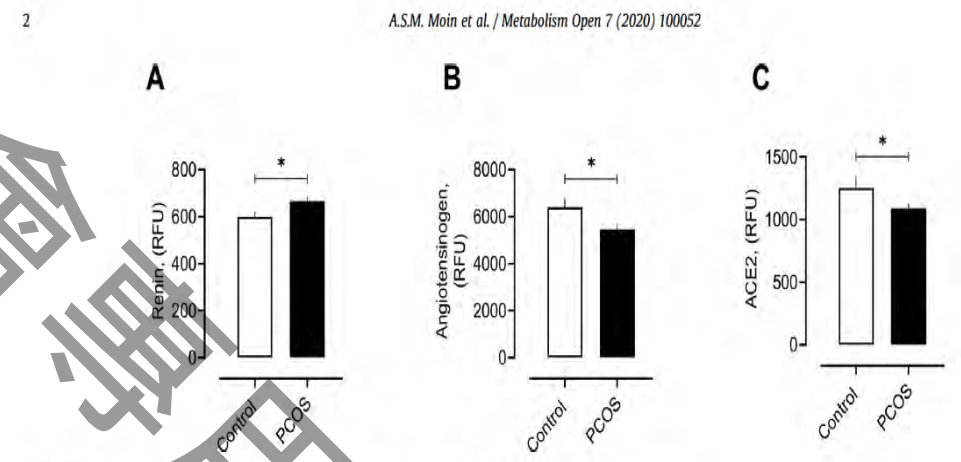 2
A.S.M. Moin et al. / Metabolism Open 7 (2020) 100052
A
B
C
*
800
600
400
200
0
Renin, (RFU)
Control
PCOS
*
8000
6000
4000
2000
0
Angiotensinogen,
(RFU)
Control
PCOS
*
1500
1000
500
0
ACE2, (RFU)
Control
PCOS